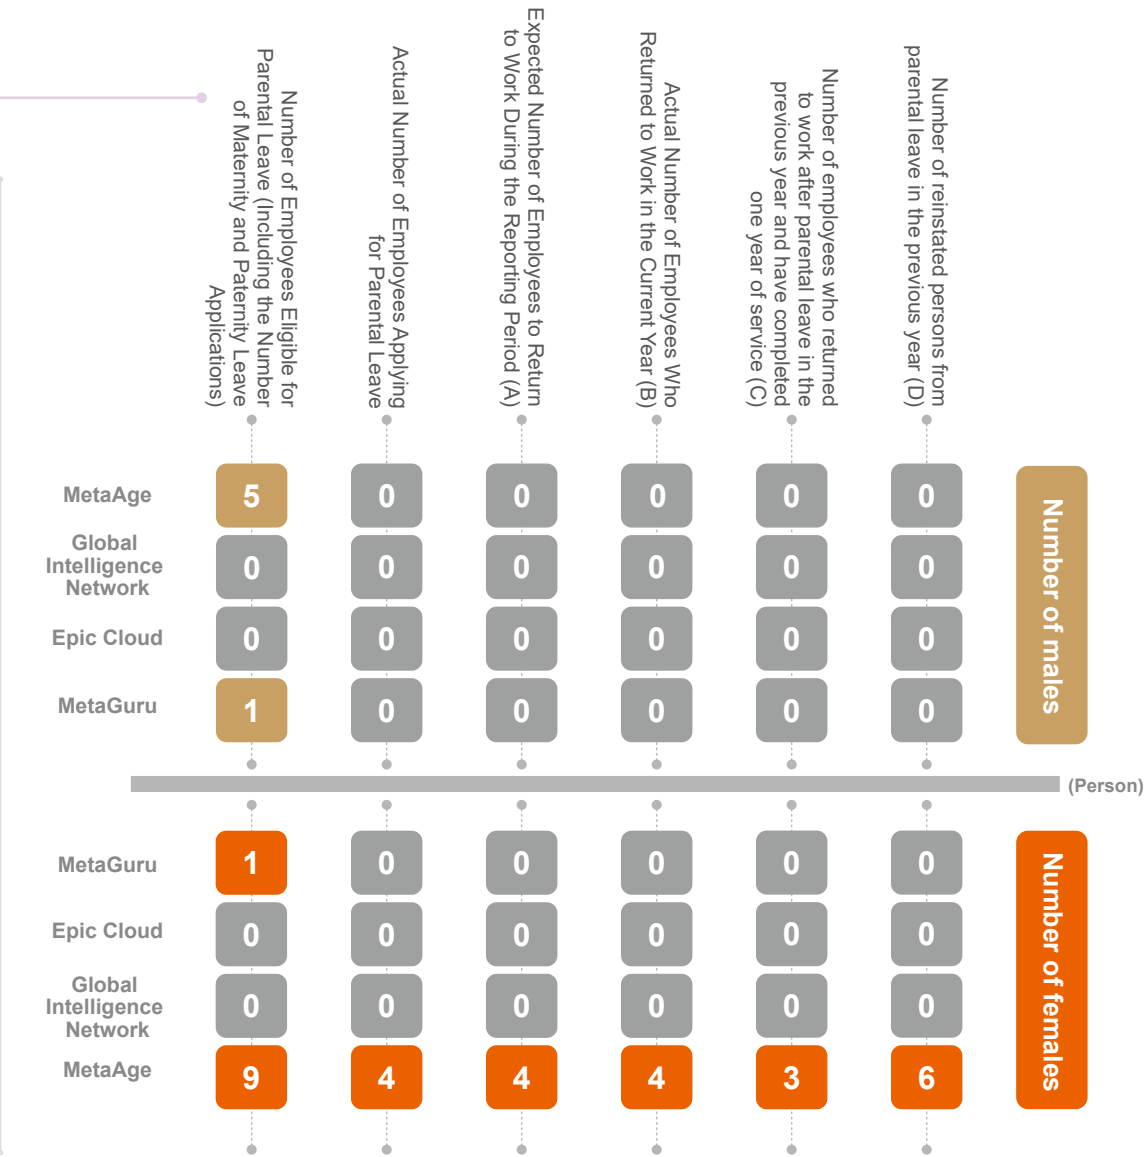 Number of Employees Eligible for
Parental Leave (Including the Number
of Maternity and Paternity Leave
Applications)
Actual Number of Employees Applying
for Parental Leave
Expected Number of Employees to Return
to Work During the Reporting Period (A)
Actual Number of Employees Who
Returned to Work in the Current Year (B)
Number of employees who returned
to work after parental leave in the
previous year and have completed
one year of service (C)
Number of reinstated persons from
parental leave in the previous year (D)
MetaAge 5 0 0 0 0 0
Global
Intelligence
Network
0 0 0 0 0 0
Epic Cloud 0 0 0 0 0 0
MetaGuru 1 0 0 0 0 0
Number of males
(Person)
MetaGuru 1 0 0 0 0 0
Epic Cloud 0 0 0 0 0 0
Global
Intelligence
Network
0 0 0 0 0 0
MetaAge 9 4 4 4 3 6
Number of females